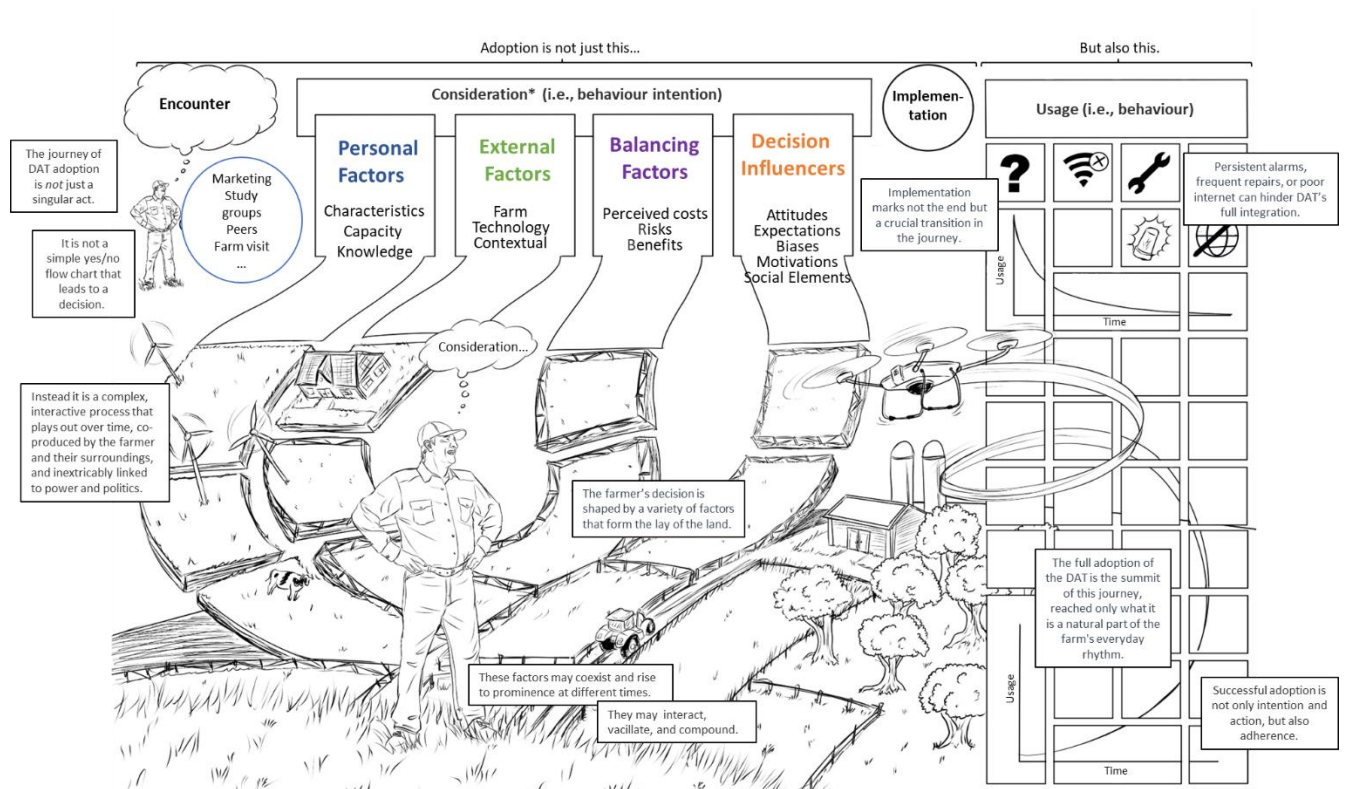 Adoption is not just this…
But also this.
Encounter
Consideration* (i.e., behaviour intention)
Implemen-
tation
Usage (i.e., behaviour)
The journey of
DAT adoption
is not just a
singular act.
It is not a
simple yes/no
flow chart that
leads to a
decision.
Marketing
Study
groups
Peers
Farm visit
…
Personal
Factors
Characteristics
Capacity
Knowledge
External
Factors
Farm
Technology
Contextual
Balancing
Factors
Perceived costs
Risks
Benefits
Decision
Influencers
Attitudes
Expectations
Biases
Motivations
Social Elements
Implementation
marks not the end but
a crucial transition in
the journey.
?
Persistent alarms,
frequent repairs, or poor
internet can hinder DAT's
full integration.
Usage
Time
Consideration…
Instead it is a complex,
interactive process that
plays out over time, co-
produced by the farmer
and their surroundings,
and inextricably linked
to power and politics.
The farmer's decision is
shaped by a variety of factors
that form the lay of the land.
The full adoption of
the DAT is the summit
of this journey,
reached only what it
is a natural part of the
farm's everyday
rhythm.
These factors may coexist and rise
to prominence at different times.
They may interact,
vacillate, and compound.
Usage
Time
Successful adoption is
not only intention and
action, but also
adherence.